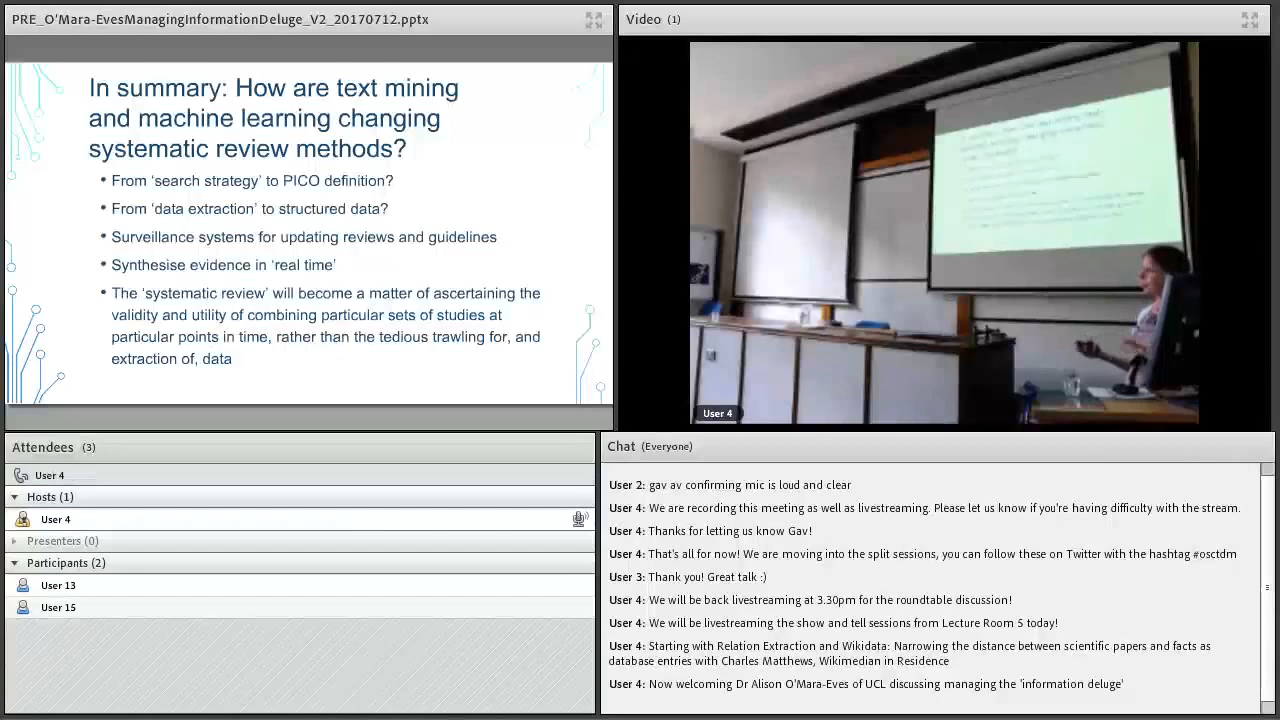 PRE_O'Mara-EvesManagingInformationDeluge_V2_20170712.pptx
In summary: How are text mining
and machine learning changing
systematic review methods?
• From ‘search strategy’ to PICO definition?
• From ‘data extraction’ to structured data?
• Surveillance systems for updating reviews and guidelines
• Synthesise evidence in ‘real time’
• The ‘systematic review’ will become a matter of ascertaining the
validity and utility of combining particular sets of studies at
particular points in time, rather than the tedious trawling for, and
extraction of, data
Video (1)
User 4
Attendees (3)
User 4
Hosts (1)
User 4
Presenters (0)
Participants (2)
User 13
User 15
Chat (Everyone)
User 2: gav av confirming mic is loud and clear
User 4: We are recording this meeting as well as livestreaming. Please let us know if you're having difficulty with the stream.
User 4: Thanks for letting us know Gav!
User 4: That's all for now! We are moving into the split sessions, you can follow these on Twitter with the hashtag #osctdm
User 3: Thank you! Great talk :)
User 4: We will be back livestreaming at 3.30pm for the roundtable discussion!
User 4: We will be livestreaming the show and tell sessions from Lecture Room 5 today!
User 4: Starting with Relation Extraction and Wikidata: Narrowing the distance between scientific papers and facts as
database entries with Charles Matthews, Wikimedian in Residence
User 4: Now welcoming Dr Alison O'Mara-Eves of UCL discussing managing the 'information deluge'